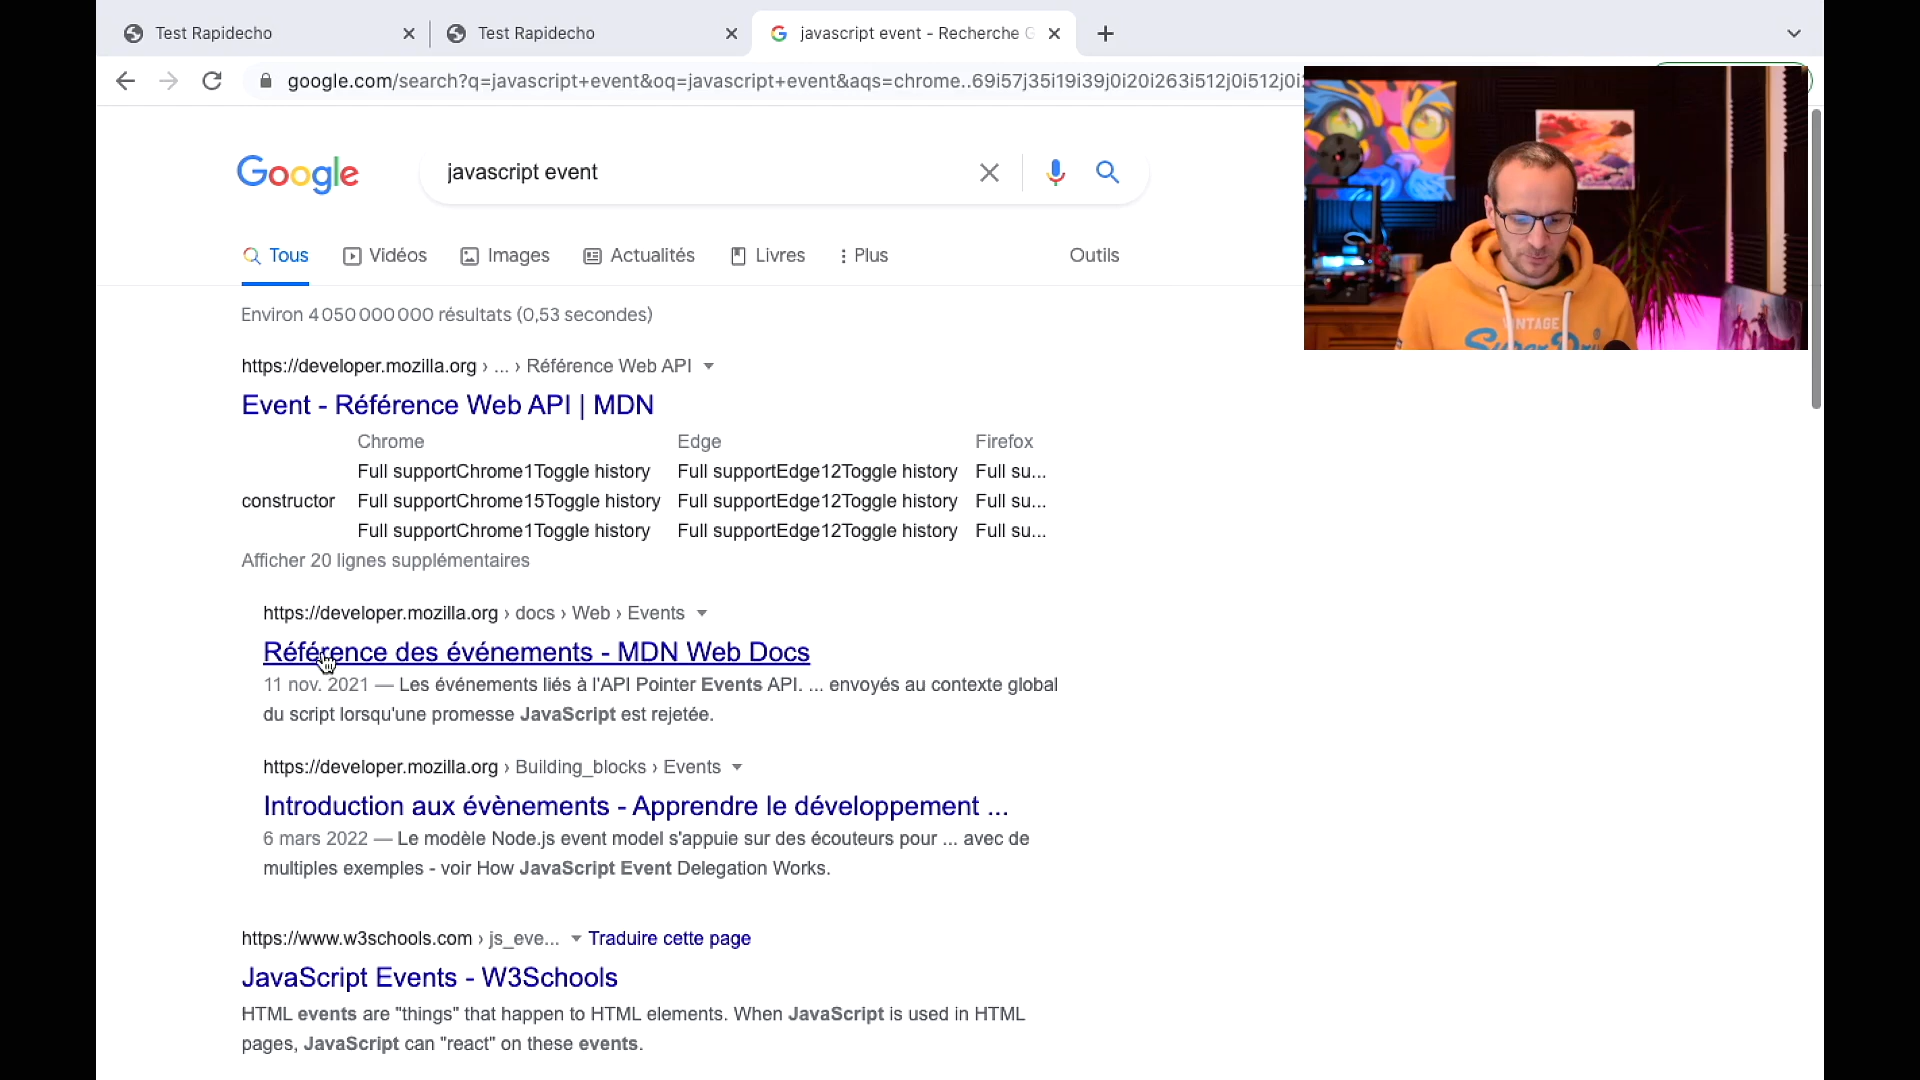 Test Rapidecho
Test Rapidecho
javascript event - Recherche G
google.com/search?q=javascript+event&oq=javascript+event&aqs=chrome..69i57j35i19i39j0i20i263i512j0i512j0i
Google
javascript event
Tous
Vidéos
Images
Actualités
Livres
Plus
Outils
Environ 4 050 000 000 résultats (0,53 secondes)
https://developer.mozilla.org › ... › Référence Web API
Event - Référence Web API | MDN
Chrome Edge Firefox
Full supportChrome1Toggle history Full supportEdge12Toggle history Full su...
constructor Full supportChrome15Toggle history Full supportEdge12Toggle history Full su...
Full supportChrome1Toggle history Full supportEdge12Toggle history Full su...
Afficher 20 lignes supplémentaires
https://developer.mozilla.org › docs › Web › Events
Référence des événements - MDN Web Docs
11 nov. 2021 — Les événements liés à l'API Pointer Events API. ... envoyés au contexte global
du script lorsqu'une promesse JavaScript est rejetée.
https://developer.mozilla.org › Building_blocks › Events
Introduction aux évènements - Apprendre le développement ...
6 mars 2022 — Le modèle Node.js event model s'appuie sur des écouteurs pour ... avec de
multiples exemples - voir How JavaScript Event Delegation Works.
https://www.w3schools.com › js_eve... Traduire cette page
JavaScript Events - W3Schools
HTML events are "things" that happen to HTML elements. When JavaScript is used in HTML
pages, JavaScript can "react" on these events.
VINTAGE